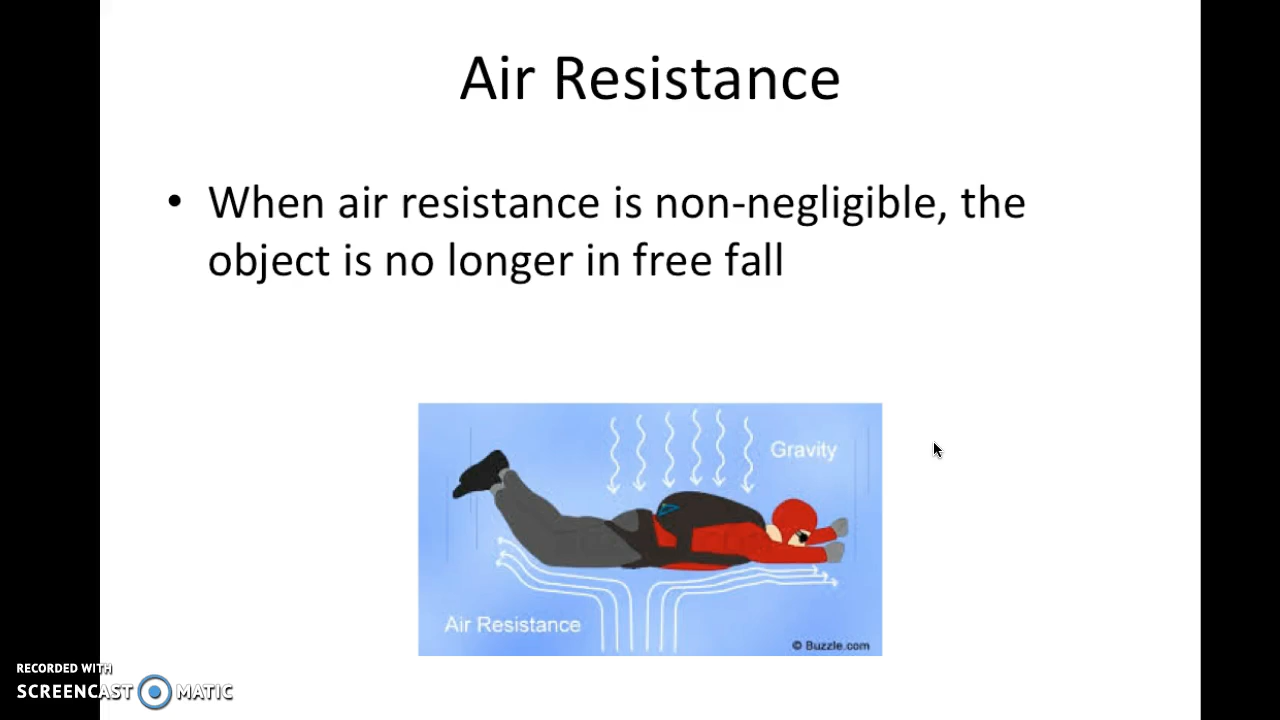 Air Resistance
• When air resistance is non-negligible, the
object is no longer in free fall
Gravity
Air Resistance
© Buzzle.com
RECORDED WITH
SCREENCAST MATIC